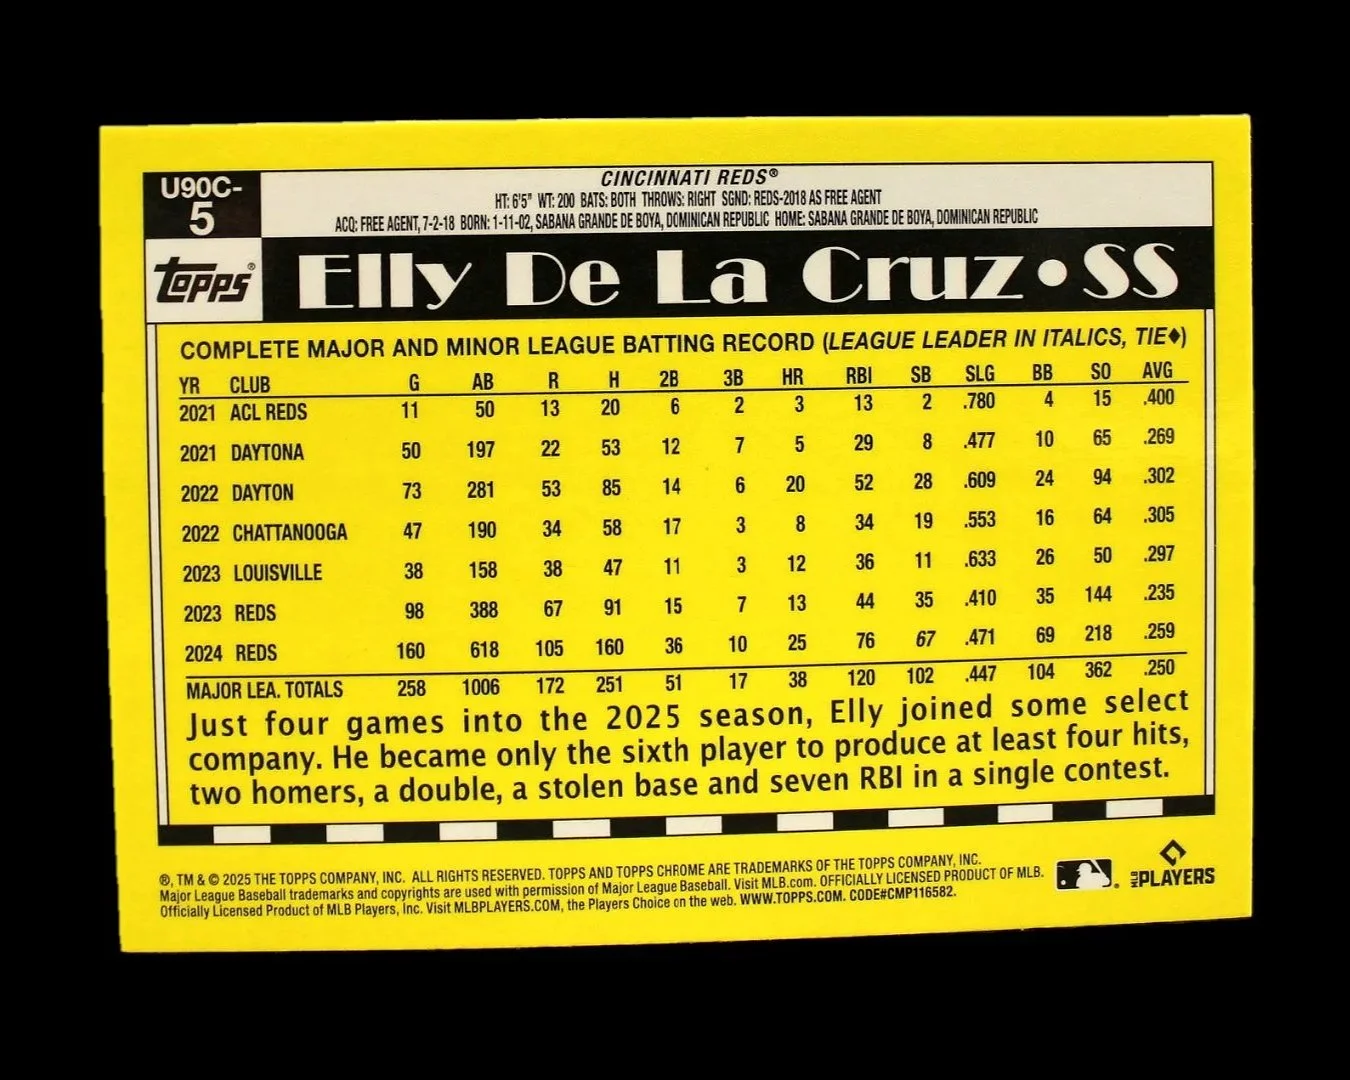 U90C-
5
CINCINNATI REDS®
HT: 6'5" WT: 200 BATS: BOTH THROWS: RIGHT SGND: REDS-2018 AS FREE AGENT
ACQ: FREE AGENT, 7-2-18 BORN: 1-11-02, SABANA GRANDE DE BOYA, DOMINICAN REPUBLIC HOME: SABANA GRANDE DE BOYA, DOMINICAN REPUBLIC
Topps®
Elly De La Cruz • SS
COMPLETE MAJOR AND MINOR LEAGUE BATTING RECORD (LEAGUE LEADER IN ITALICS, TIE♦)
YR CLUB G AB R H 2B 3B HR RBI SB SLG BB SO AVG
2021 ACL REDS 11 50 13 20 6 2 3 13 2 .780 4 15 .400
2021 DAYTONA 50 197 22 53 12 7 5 29 8 .477 10 65 .269
2022 DAYTON 73 281 53 85 14 6 20 52 28 .609 24 94 .302
2022 CHATTANOOGA 47 190 34 58 17 3 8 34 19 .553 16 64 .305
2023 LOUISVILLE 38 158 38 47 11 3 12 36 11 .633 26 50 .297
2023 REDS 98 388 67 91 15 7 13 44 35 .410 35 144 .235
2024 REDS 160 618 105 160 36 10 25 76 67 .471 69 218 .259
MAJOR LEA. TOTALS 258 1006 172 251 51 17 38 120 102 .447 104 362 .250
Just four games into the 2025 season, Elly joined some select
company. He became only the sixth player to produce at least four hits,
two homers, a double, a stolen base and seven RBI in a single contest.
®, TM & © 2025 THE TOPPS COMPANY, INC. ALL RIGHTS RESERVED. TOPPS AND TOPPS CHROME ARE TRADEMARKS OF THE TOPPS COMPANY, INC.
Major League Baseball trademarks and copyrights are used with permission of Major League Baseball. Visit MLB.com. OFFICIALLY LICENSED PRODUCT OF MLB.
Officially Licensed Product of MLB Players, Inc. Visit MLBPLAYERS.COM, the Players Choice on the web. WWW.TOPPS.COM. CODE#CMP116582.
MLB PLAYERS